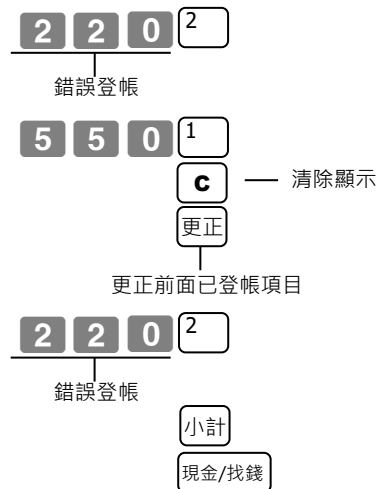 2 2 0 2
錯誤登帳
5 5 0 1
C 清除顯示
更正
更正前面已登帳項目
2 2 0 2
錯誤登帳
小計
現金/找錢